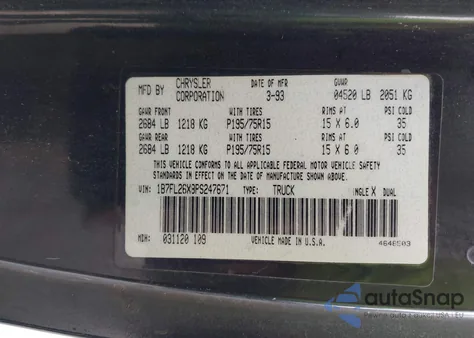 MFD BY CHRYSLER CORPORATION DATE OF MFR 3-93 GVWR 04520 LB 2051 KG
GAWR FRONT WITH TIRES RIMS AT PSI COLD
2684 LB 1218 KG P195/75R15 15 X 6.0 35
GAWR REAR WITH TIRES RIMS AT PSI COLD
2684 LB 1218 KG P195/75R15 15 X 6.0 35
THIS VEHICLE CONFORMS TO ALL APPLICABLE FEDERAL MOTOR VEHICLE SAFETY
STANDARDS IN EFFECT ON THE DATE OF MANUFACTURE SHOWN ABOVE.
VIN: 1B7FL26X3PS247671 TYPE: TRUCK INGLE X DUAL
MDH: 031120 109 VEHICLE MADE IN U.S.A. 4646503
autoSnap